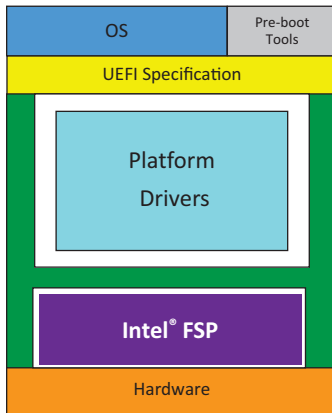 OS
Pre-boot
Tools
UEFI Specification
Platform
Drivers
Intel® FSP
Hardware